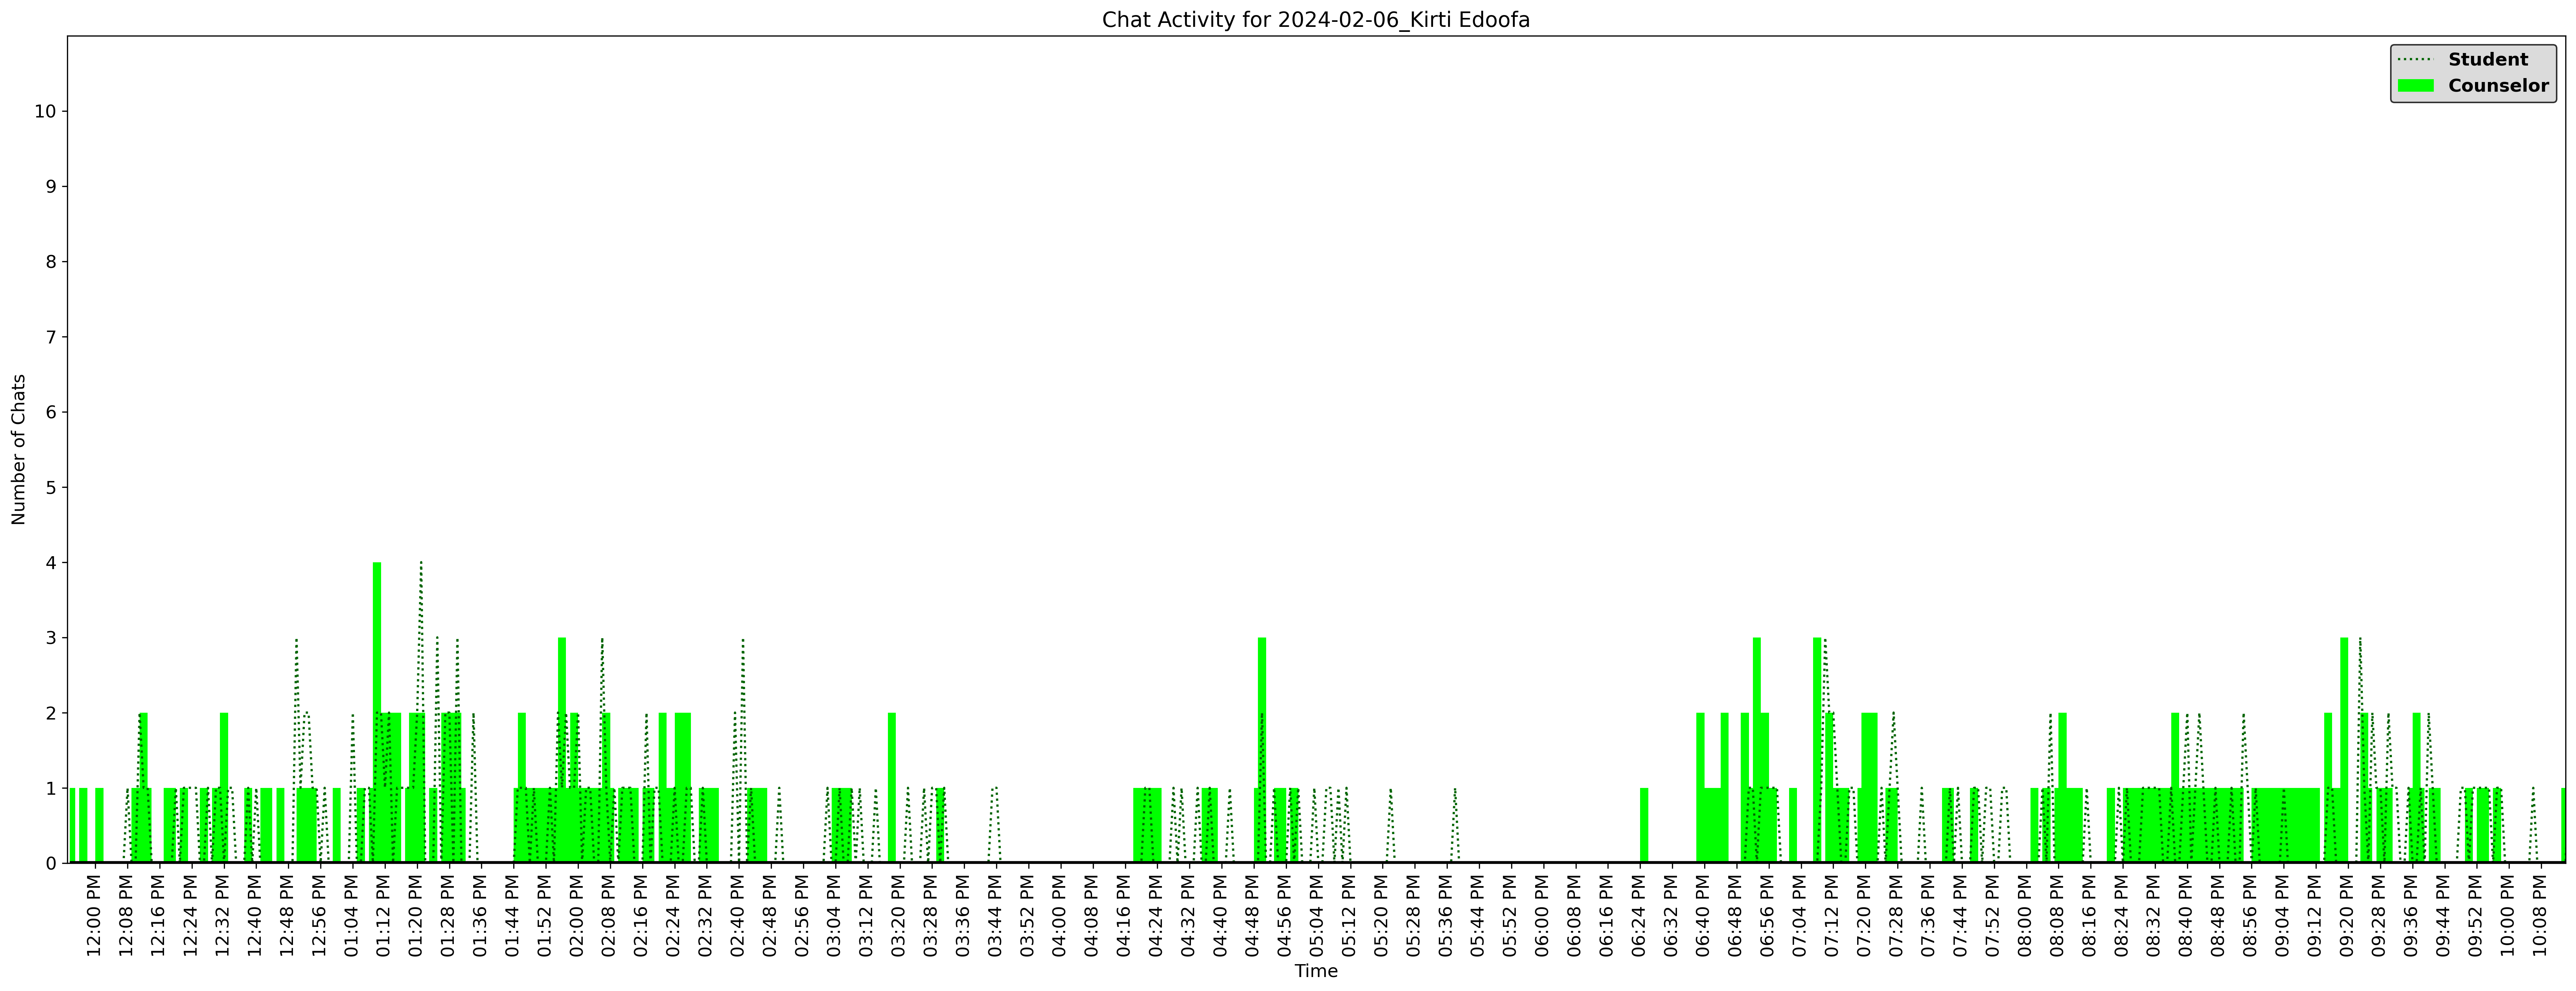 Chat Activity for 2024-02-06_Kirti Edoofa
Student
Counselor
Number of Chats
10
9
8
7
6
5
4
3
2
1
0
12:00 PM
12:08 PM
12:16 PM
12:24 PM
12:32 PM
12:40 PM
12:48 PM
12:56 PM
01:04 PM
01:12 PM
01:20 PM
01:28 PM
01:36 PM
01:44 PM
01:52 PM
02:00 PM
02:08 PM
02:16 PM
02:24 PM
02:32 PM
02:40 PM
02:48 PM
02:56 PM
03:04 PM
03:12 PM
03:20 PM
03:28 PM
03:36 PM
03:44 PM
03:52 PM
04:00 PM
04:08 PM
04:16 PM
04:24 PM
04:32 PM
04:40 PM
04:48 PM
04:56 PM
05:04 PM
05:12 PM
05:20 PM
05:28 PM
05:36 PM
05:44 PM
05:52 PM
06:00 PM
06:08 PM
06:16 PM
06:24 PM
06:32 PM
06:40 PM
06:48 PM
06:56 PM
07:04 PM
07:12 PM
07:20 PM
07:28 PM
07:36 PM
07:44 PM
07:52 PM
08:00 PM
08:08 PM
08:16 PM
08:24 PM
08:32 PM
08:40 PM
08:48 PM
08:56 PM
09:04 PM
09:12 PM
09:20 PM
09:28 PM
09:36 PM
09:44 PM
09:52 PM
10:00 PM
10:08 PM
Time